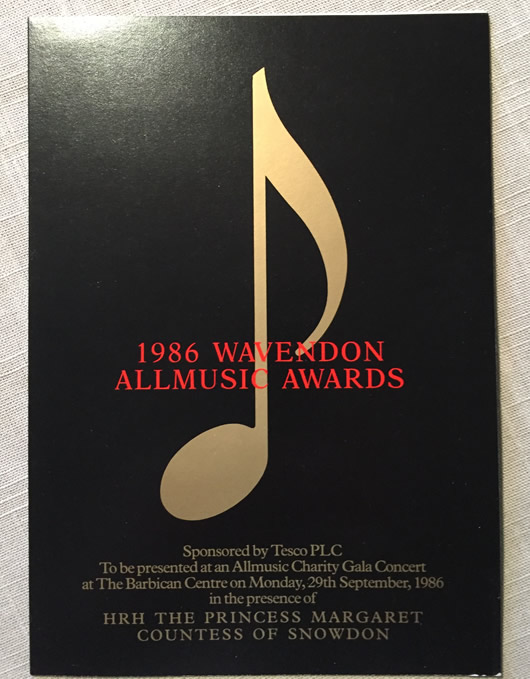 1986 WAVENDON
ALLMUSIC AWARDS
Sponsored by Tesco PLC
To be presented at an Allmusic Charity Gala Concert
at The Barbican Centre on Monday, 29th September, 1986
in the presence of
HRH THE PRINCESS MARGARET
COUNTESS OF SNOWDON